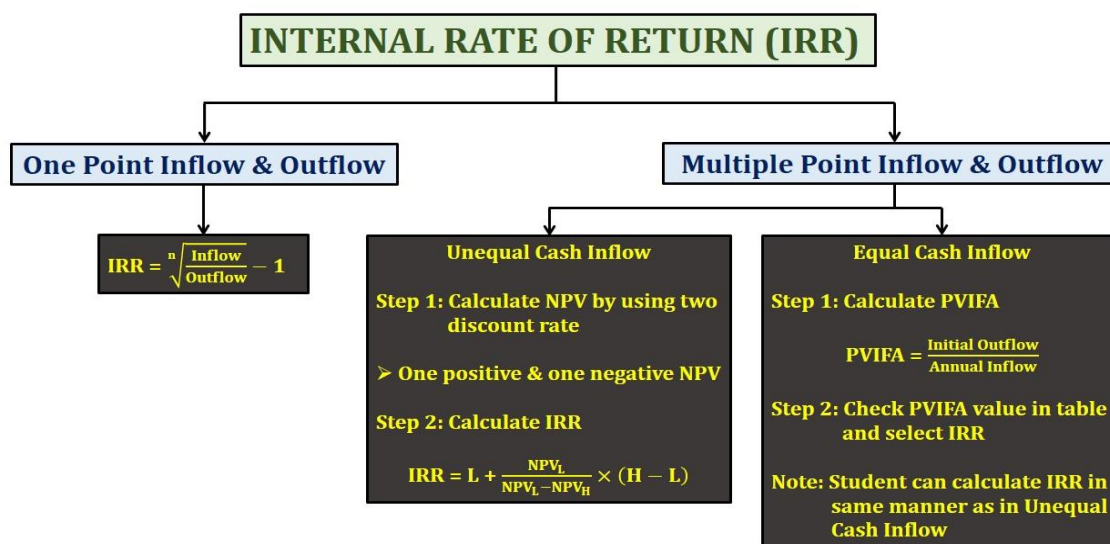 INTERNAL RATE OF RETURN (IRR)
One Point Inflow & Outflow
IRR = ⁿ√(Inflow/Outflow) − 1
Multiple Point Inflow & Outflow
Unequal Cash Inflow
Step 1: Calculate NPV by using two
discount rate
➢ One positive & one negative NPV
Step 2: Calculate IRR
IRR = L + NPV_L/(NPV_L−NPV_H) × (H − L)
Equal Cash Inflow
Step 1: Calculate PVIFA
PVIFA = Initial Outflow/Annual Inflow
Step 2: Check PVIFA value in table
and select IRR
Note: Student can calculate IRR in
same manner as in Unequal
Cash Inflow